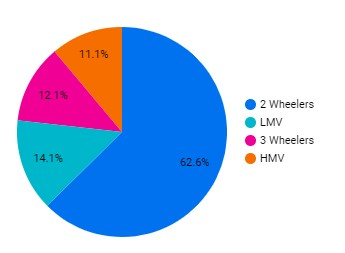 11.1%
12.1%
14.1%
62.6%
2 Wheelers
LMV
3 Wheelers
HMV